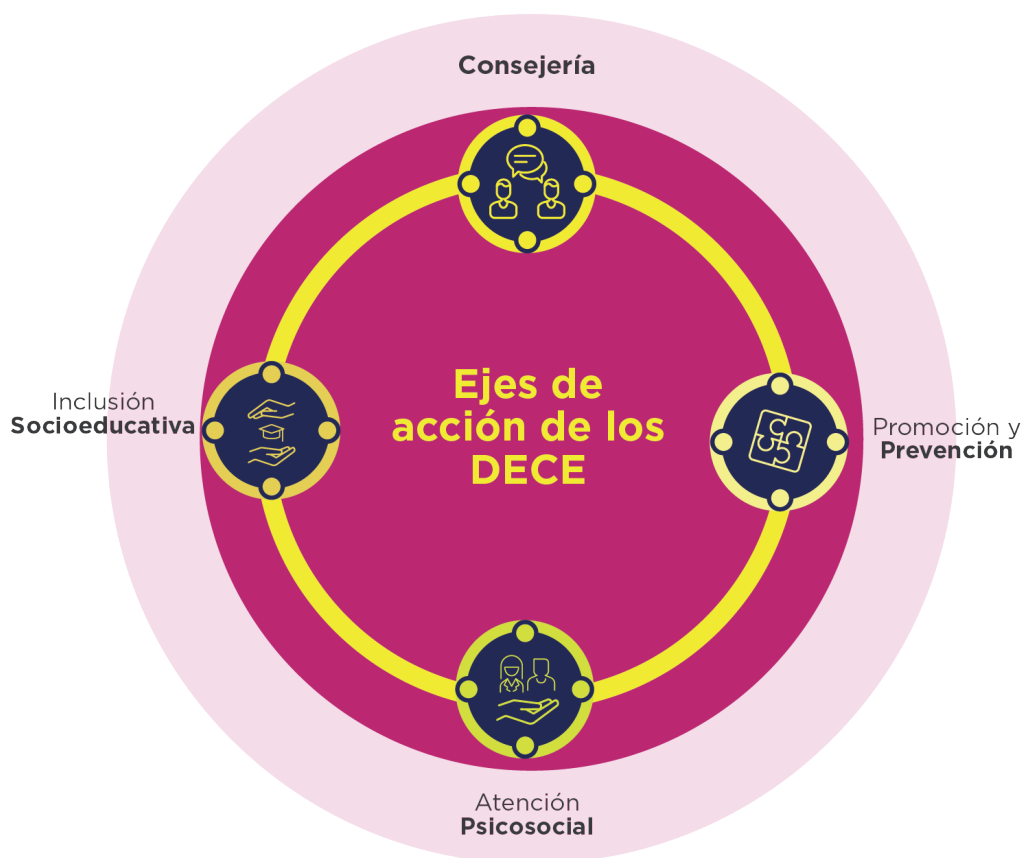 Consejería
Ejes de
acción de los
DECE
Inclusión
Socioeducativa
Promoción y
Prevención
Atención
Psicosocial